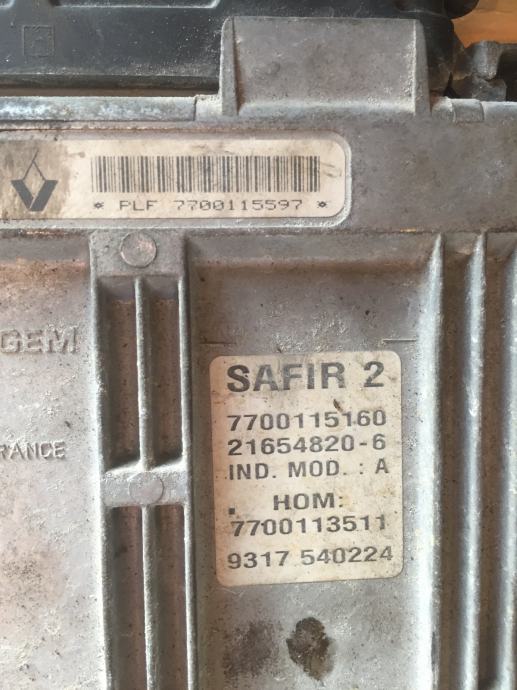 * PLF 7700115597 *
GEM
RANCE
SAFIR 2
7700115160
21654820-6
IND. MOD. : A
. HOM:
7700113511
9317 540224